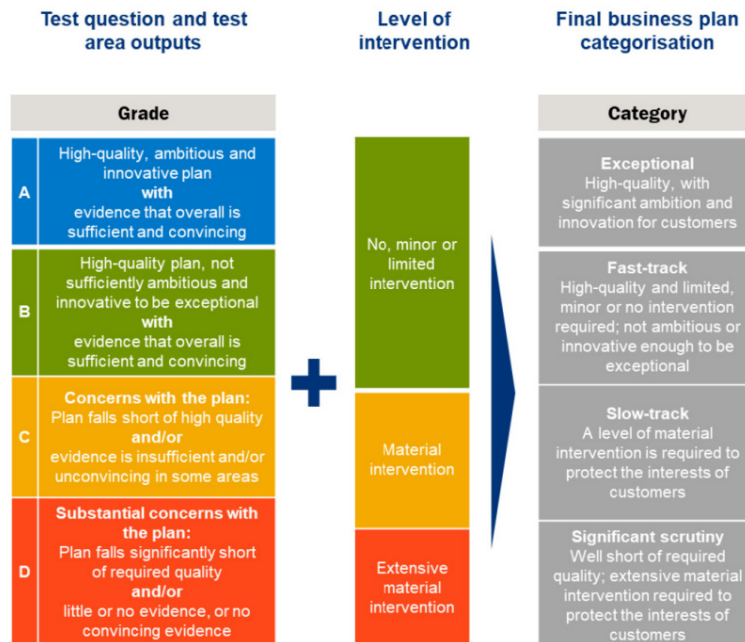 Test question and test
area outputs
Level of
intervention
Final business plan
categorisation
Grade
A
High-quality, ambitious and
innovative plan
with
evidence that overall is
sufficient and convincing
B
High-quality plan, not
sufficiently ambitious and
innovative to be exceptional
with
evidence that overall is
sufficient and convincing
C
Concerns with the plan:
Plan falls short of high quality
and/or
evidence is insufficient and/or
unconvincing in some areas
D
Substantial concerns with
the plan:
Plan falls significantly short
of required quality
and/or
little or no evidence, or no
convincing evidence
No, minor or
limited
intervention
Material
intervention
Extensive
material
intervention
Category
Exceptional
High-quality, with
significant ambition and
innovation for customers
Fast-track
High-quality and limited,
minor or no intervention
required; not ambitious or
innovative enough to be
exceptional
Slow-track
A level of material
intervention is required to
protect the interests of
customers
Significant scrutiny
Well short of required
quality; extensive material
intervention required to
protect the interests of
customers